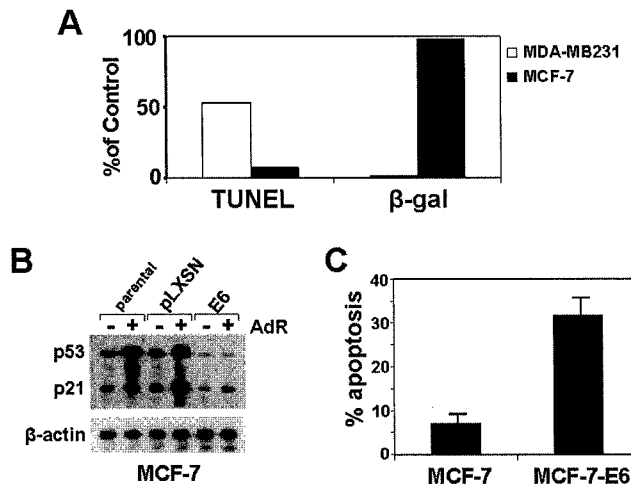 A
% of Control
100
50
0
TUNEL
β-gal
MDA-MB231
MCF-7
B
parental
pLXSN
E6
- + - + - + AdR
p53
p21
β-actin
MCF-7
C
% apoptosis
40
30
20
10
0
MCF-7
MCF-7-E6